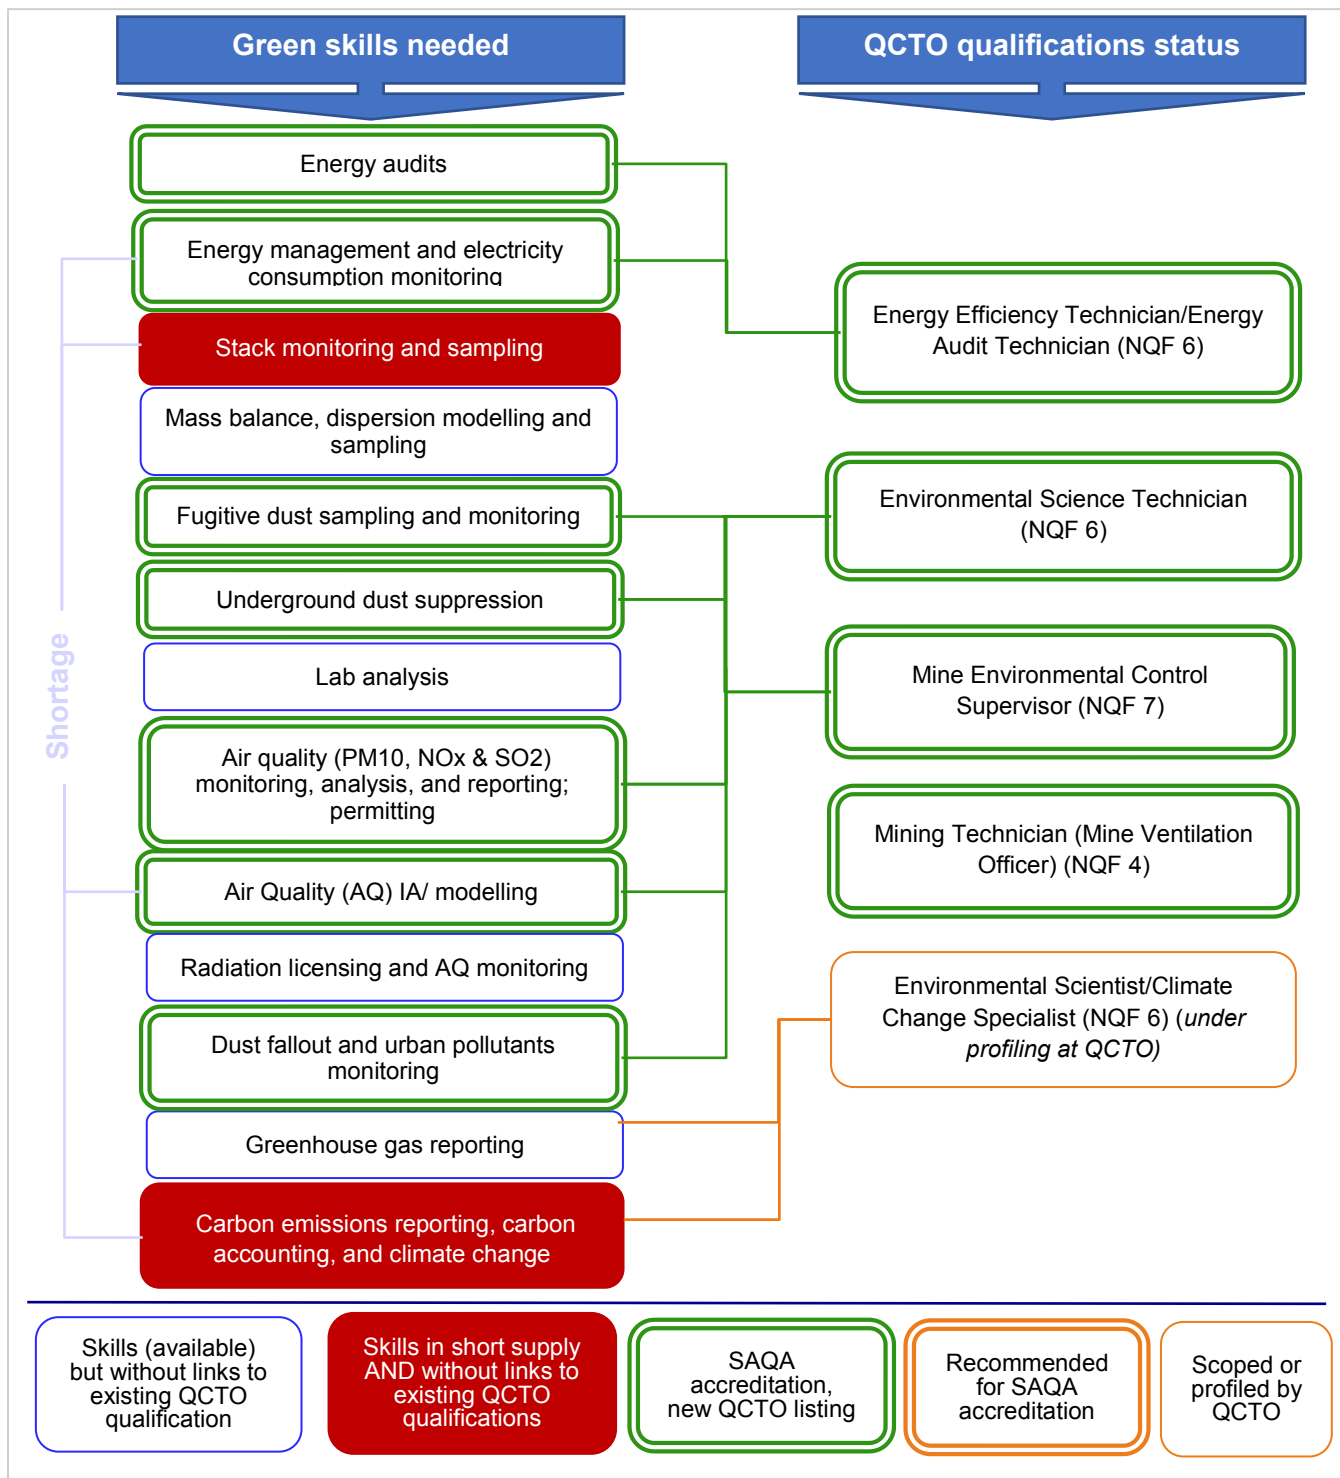 Green skills needed
QCTO qualifications status
Energy audits
Energy management and electricity
consumption monitoring
Stack monitoring and sampling
Mass balance, dispersion modelling and
sampling
Fugitive dust sampling and monitoring
Underground dust suppression
Lab analysis
Air quality (PM10, NOx & SO2)
monitoring, analysis, and reporting;
permitting
Air Quality (AQ) IA/ modelling
Radiation licensing and AQ monitoring
Dust fallout and urban pollutants
monitoring
Greenhouse gas reporting
Carbon emissions reporting, carbon
accounting, and climate change
Shortage
Energy Efficiency Technician/Energy
Audit Technician (NQF 6)
Environmental Science Technician
(NQF 6)
Mine Environmental Control
Supervisor (NQF 7)
Mining Technician (Mine Ventilation
Officer) (NQF 4)
Environmental Scientist/Climate
Change Specialist (NQF 6) (under
profiling at QCTO)
Skills (available)
but without links to
existing QCTO
qualification
Skills in short supply
AND without links to
existing QCTO
qualifications
SAQA
accreditation,
new QCTO listing
Recommended
for SAQA
accreditation
Scoped or
profiled by
QCTO